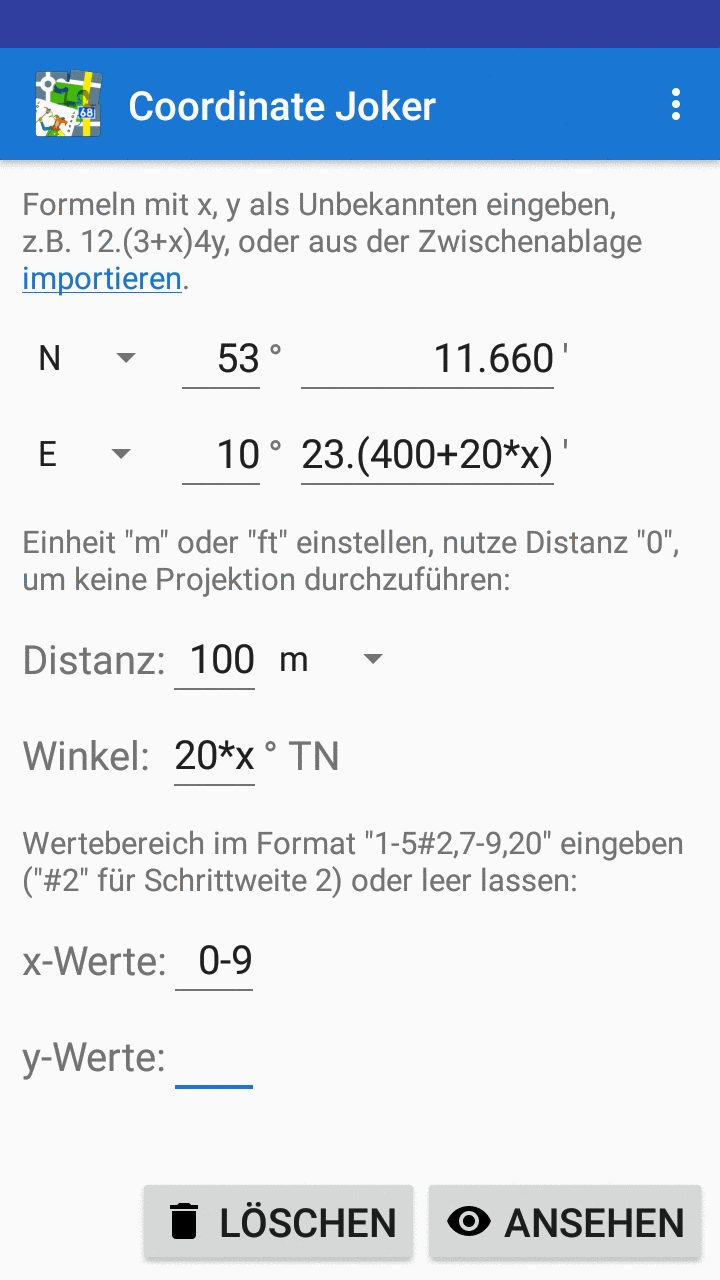 68
Coordinate Joker
Formeln mit x, y als Unbekannten eingeben,
z.B. 12.(3+x)4y, oder aus der Zwischenablage
importieren.
N 53 ° 11.660 '
E 10 ° 23.(400+20*x) '
Einheit "m" oder "ft" einstellen, nutze Distanz "0",
um keine Projektion durchzuführen:
Distanz: 100 m
Winkel: 20*x ° TN
Wertebereich im Format "1-5#2,7-9,20" eingeben
("#2" für Schrittweite 2) oder leer lassen:
x-Werte: 0-9
y-Werte:
LÖSCHEN ANSEHEN